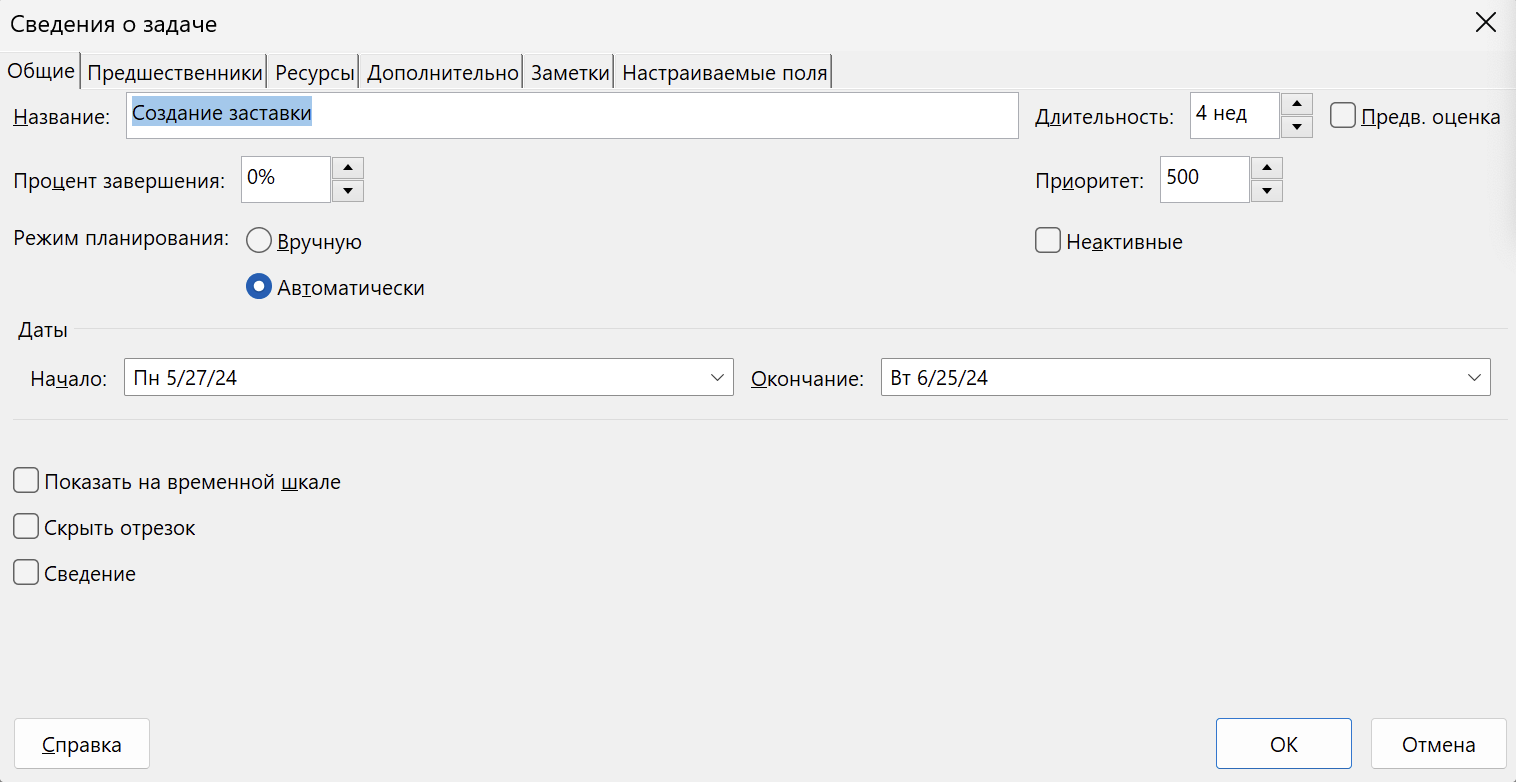 Сведения о задаче
Общие Предшественники Ресурсы Дополнительно Заметки Настраиваемые поля
Название: Создание заставки Длительность: 4 нед Предв. оценка
Процент завершения: 0% Приоритет: 500
Режим планирования: Вручную Неактивные
Автоматически
Даты
Начало: Пн 5/27/24 Окончание: Вт 6/25/24
Показать на временной шкале
Скрыть отрезок
Сведение
Справка ОК Отмена